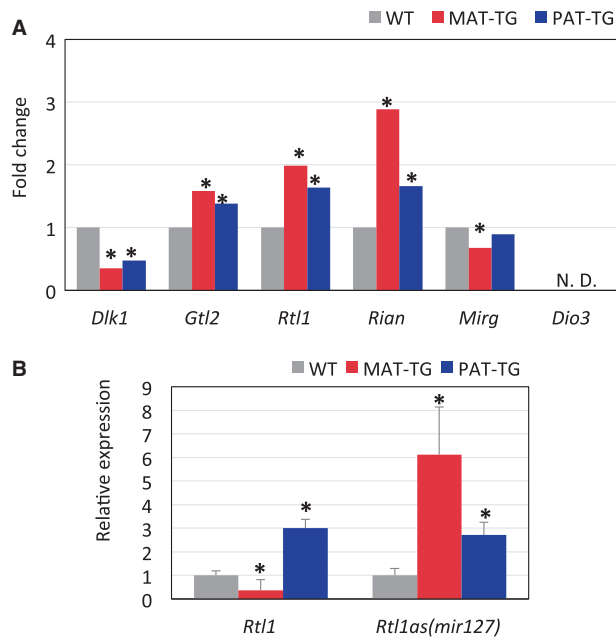 A
WT MAT-TG PAT-TG
Fold change
4
3
2
1
0
* * * * * * * * *
N. D.
Dlk1 Gtl2 Rtl1 Rian Mirg Dio3
B
WT MAT-TG PAT-TG
Relative expression
9
8
7
6
5
4
3
2
1
0
* * * *
Rtl1 Rtl1as(mir127)